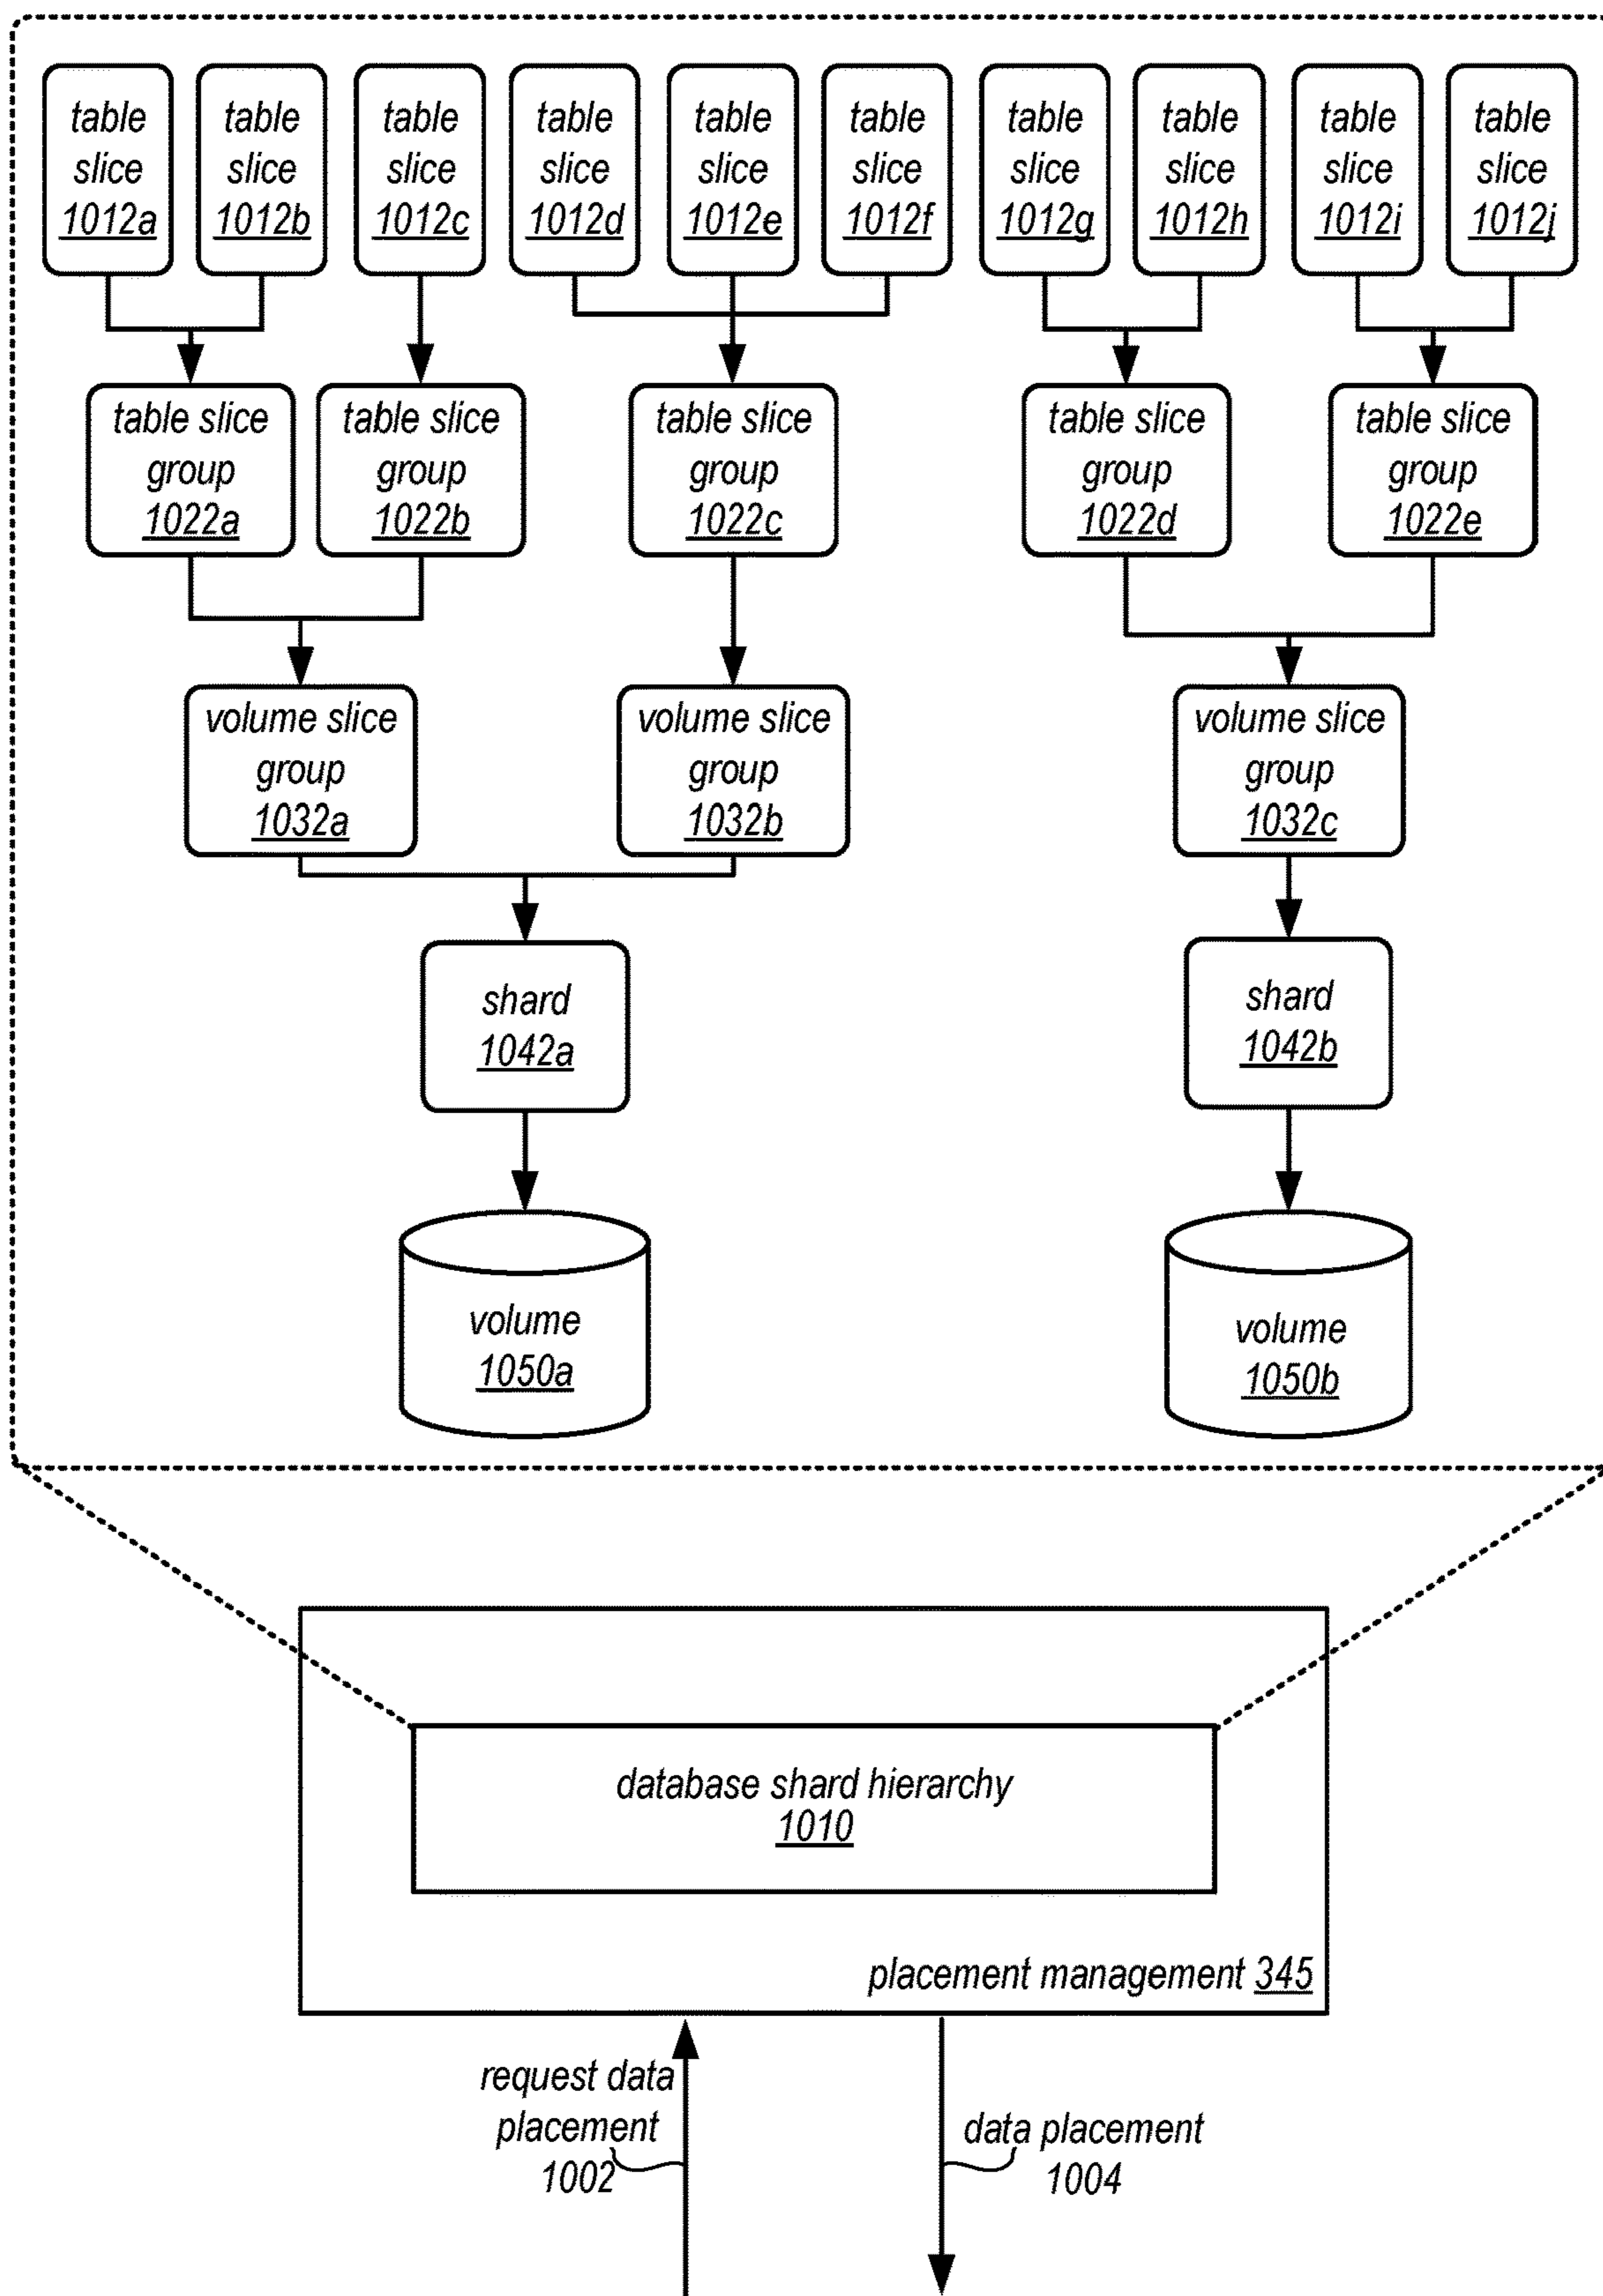 table
slice
1012a
table
slice
1012b
table
slice
1012c
table
slice
1012d
table
slice
1012e
table
slice
1012f
table
slice
1012g
table
slice
1012h
table
slice
1012i
table
slice
1012j
table slice
group
1022a
table slice
group
1022b
table slice
group
1022c
table slice
group
1022d
table slice
group
1022e
volume slice
group
1032a
volume slice
group
1032b
volume slice
group
1032c
shard
1042a
shard
1042b
volume
1050a
volume
1050b
database shard hierarchy
1010
placement management 345
request data
placement
1002
data placement
1004